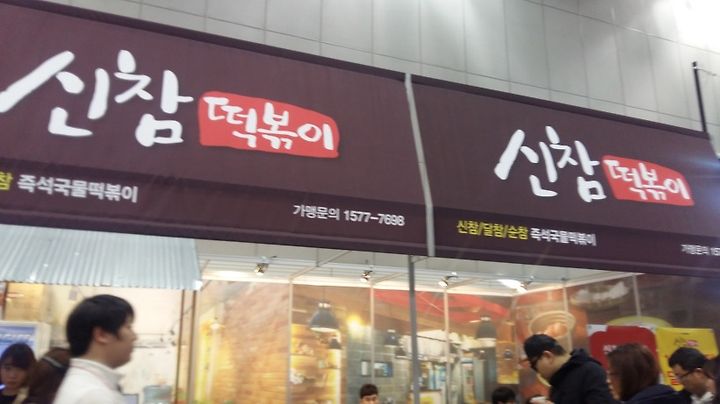 신참 떡볶이
참 즉석국물떡볶이
가맹문의 1577-7698
신참 떡볶이
신참/달참/순참 즉석국물떡볶이
가맹문의 15